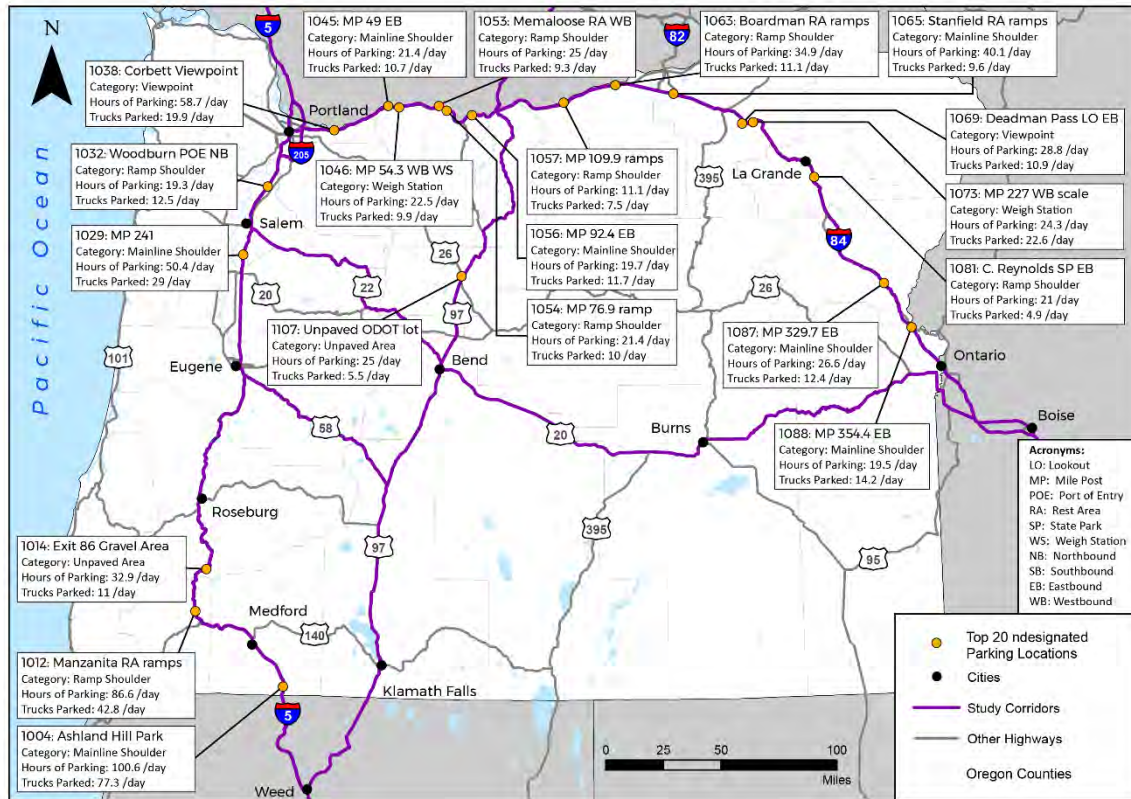 N
Pacific Ocean
5
82
205
84
5
101
20
22
26
97
58
20
395
26
395
97
140
95
Portland
Salem
Eugene
Bend
Roseburg
Medford
Klamath Falls
Weed
Burns
La Grande
Ontario
Boise
1045: MP 49 EB
Category: Mainline Shoulder
Hours of Parking: 21.4 /day
Trucks Parked: 10.7 /day
1053: Memaloose RA WB
Category: Ramp Shoulder
Hours of Parking: 25 /day
Trucks Parked: 9.3 /day
1063: Boardman RA ramps
Category: Ramp Shoulder
Hours of Parking: 34.9 /day
Trucks Parked: 11.1 /day
1065: Stanfield RA ramps
Category: Mainline Shoulder
Hours of Parking: 40.1 /day
Trucks Parked: 9.6 /day
1038: Corbett Viewpoint
Category: Viewpoint
Hours of Parking: 58.7 /day
Trucks Parked: 19.9 /day
1032: Woodburn POE NB
Category: Ramp Shoulder
Hours of Parking: 19.3 /day
Trucks Parked: 12.5 /day
1046: MP 54.3 WB WS
Category: Weigh Station
Hours of Parking: 22.5 /day
Trucks Parked: 9.9 /day
1057: MP 109.9 ramps
Category: Ramp Shoulder
Hours of Parking: 11.1 /day
Trucks Parked: 7.5 /day
1069: Deadman Pass LO EB
Category: Viewpoint
Hours of Parking: 28.8 /day
Trucks Parked: 10.9 /day
1073: MP 227 WB scale
Category: Weigh Station
Hours of Parking: 24.3 /day
Trucks Parked: 22.6 /day
1029: MP 241
Category: Mainline Shoulder
Hours of Parking: 50.4 /day
Trucks Parked: 29 /day
1056: MP 92.4 EB
Category: Mainline Shoulder
Hours of Parking: 19.7 /day
Trucks Parked: 11.7 /day
1081: C. Reynolds SP EB
Category: Ramp Shoulder
Hours of Parking: 21 /day
Trucks Parked: 4.9 /day
1054: MP 76.9 ramp
Category: Ramp Shoulder
Hours of Parking: 21.4 /day
Trucks Parked: 10 /day
1107: Unpaved ODOT lot
Category: Unpaved Area
Hours of Parking: 25 /day
Trucks Parked: 5.5 /day
1087: MP 329.7 EB
Category: Mainline Shoulder
Hours of Parking: 26.6 /day
Trucks Parked: 12.4 /day
1088: MP 354.4 EB
Category: Mainline Shoulder
Hours of Parking: 19.5 /day
Trucks Parked: 14.2 /day
1014: Exit 86 Gravel Area
Category: Unpaved Area
Hours of Parking: 32.9 /day
Trucks Parked: 11 /day
1012: Manzanita RA ramps
Category: Ramp Shoulder
Hours of Parking: 86.6 /day
Trucks Parked: 42.8 /day
1004: Ashland Hill Park
Category: Mainline Shoulder
Hours of Parking: 100.6 /day
Trucks Parked: 77.3 /day
Acronyms:
LO: Lookout
MP: Mile Post
POE: Port of Entry
RA: Rest Area
SP: State Park
WS: Weigh Station
NB: Northbound
SB: Southbound
EB: Eastbound
WB: Westbound
Top 20 ndesignated
Parking Locations
Cities
Study Corridors
Other Highways
Oregon Counties
0 50 100
Miles